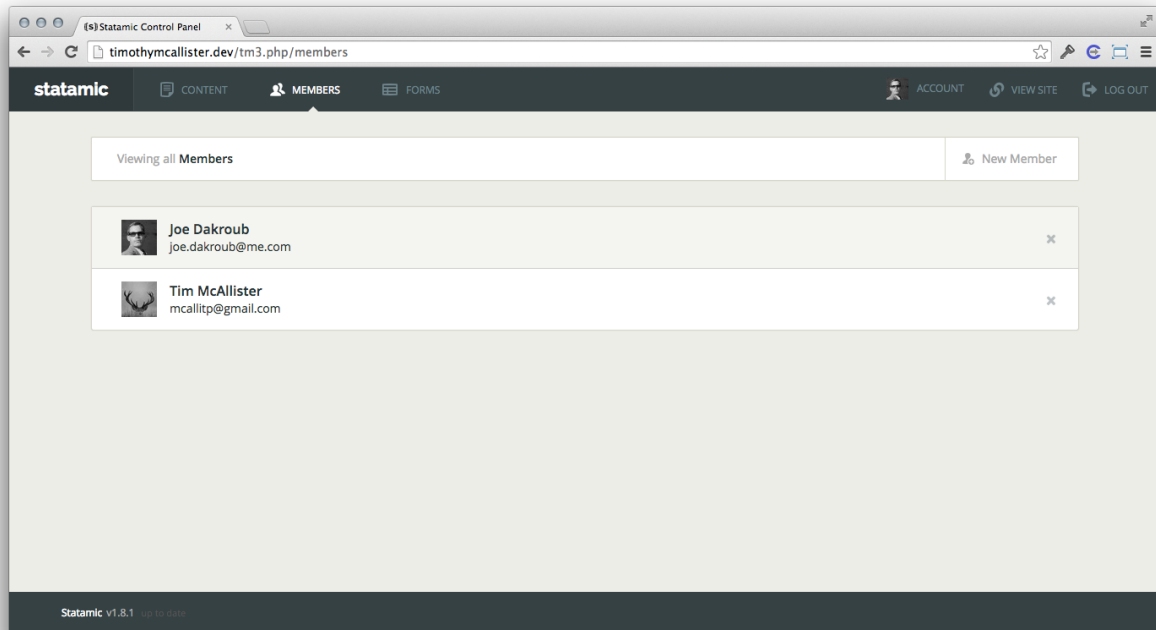 {s} Statamic Control Panel
timothymcallister.dev/tm3.php/members
statamic CONTENT MEMBERS FORMS ACCOUNT VIEW SITE LOG OUT
Viewing all Members New Member
Joe Dakroub
joe.dakroub@me.com
Tim McAllister
mcallitp@gmail.com
Statamic v1.8.1 up to date